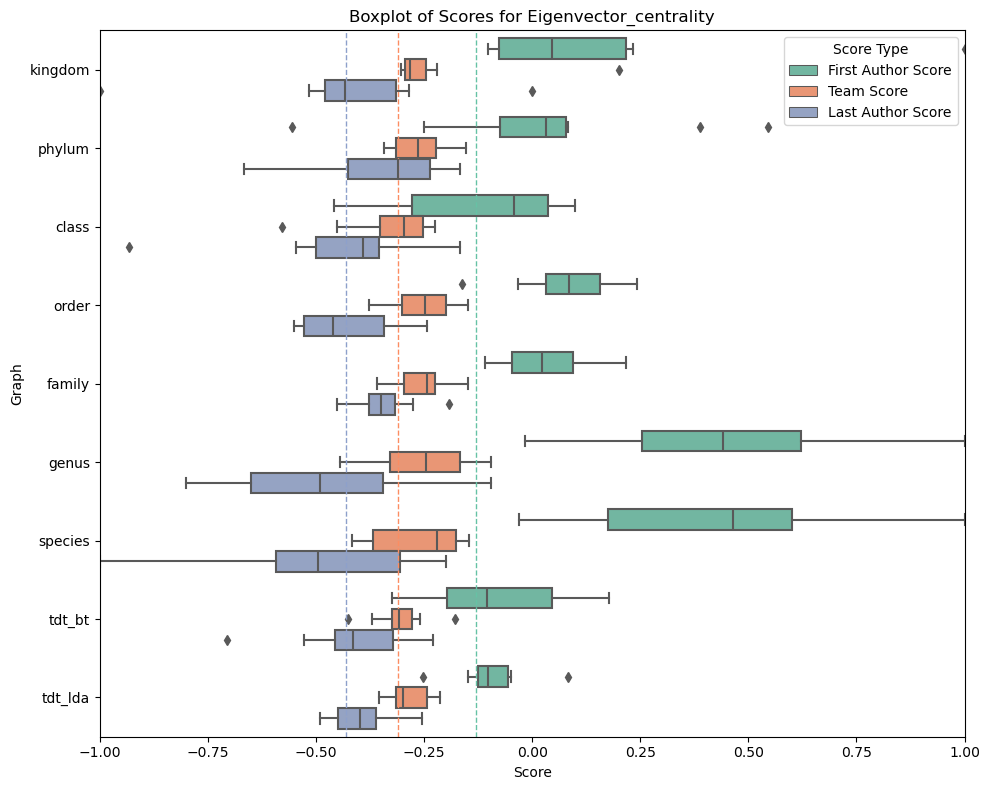 Boxplot of Scores for Eigenvector_centrality
Score Type
First Author Score
Team Score
Last Author Score
Graph
kingdom
phylum
class
order
family
genus
species
tdt_bt
tdt_lda
−1.00 −0.75 −0.50 −0.25 0.00 0.25 0.50 0.75 1.00
Score